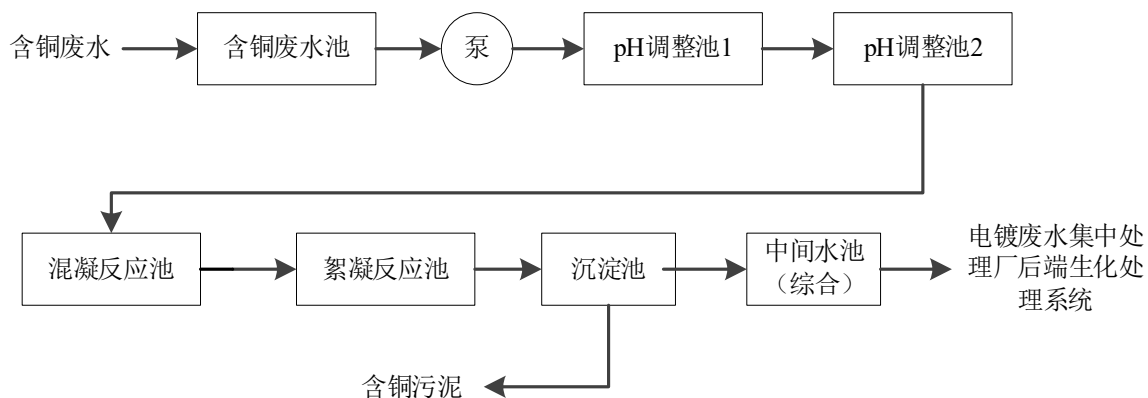 含铜废水
含铜废水池
泵
pH调整池1
pH调整池2
混凝反应池
絮凝反应池
沉淀池
中间水池
（综合）
电镀废水集中处
理厂后端生化处
理系统
含铜污泥